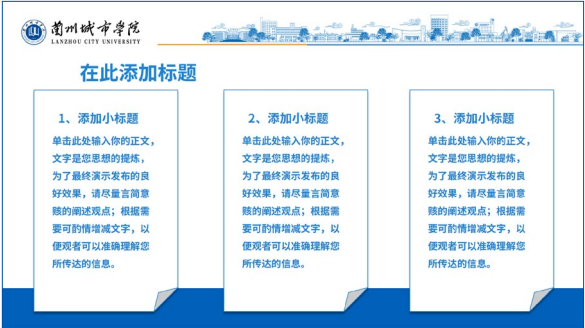 兰州城市学院
LANZHOU CITY UNIVERSITY
在此添加标题
1、添加小标题
单击此处输入你的正文，
文字是您思想的提炼，
为了最终演示发布的良
好效果，请尽量言简意
赅的阐述观点；根据需
要可酌情增减文字，以
便观者可以准确理解您
所传达的信息。
2、添加小标题
单击此处输入你的正文，
文字是您思想的提炼，
为了最终演示发布的良
好效果，请尽量言简意
赅的阐述观点；根据需
要可酌情增减文字，以
便观者可以准确理解您
所传达的信息。
3、添加小标题
单击此处输入你的正文，
文字是您思想的提炼，
为了最终演示发布的良
好效果，请尽量言简意
赅的阐述观点；根据需
要可酌情增减文字，以
便观者可以准确理解您
所传达的信息。